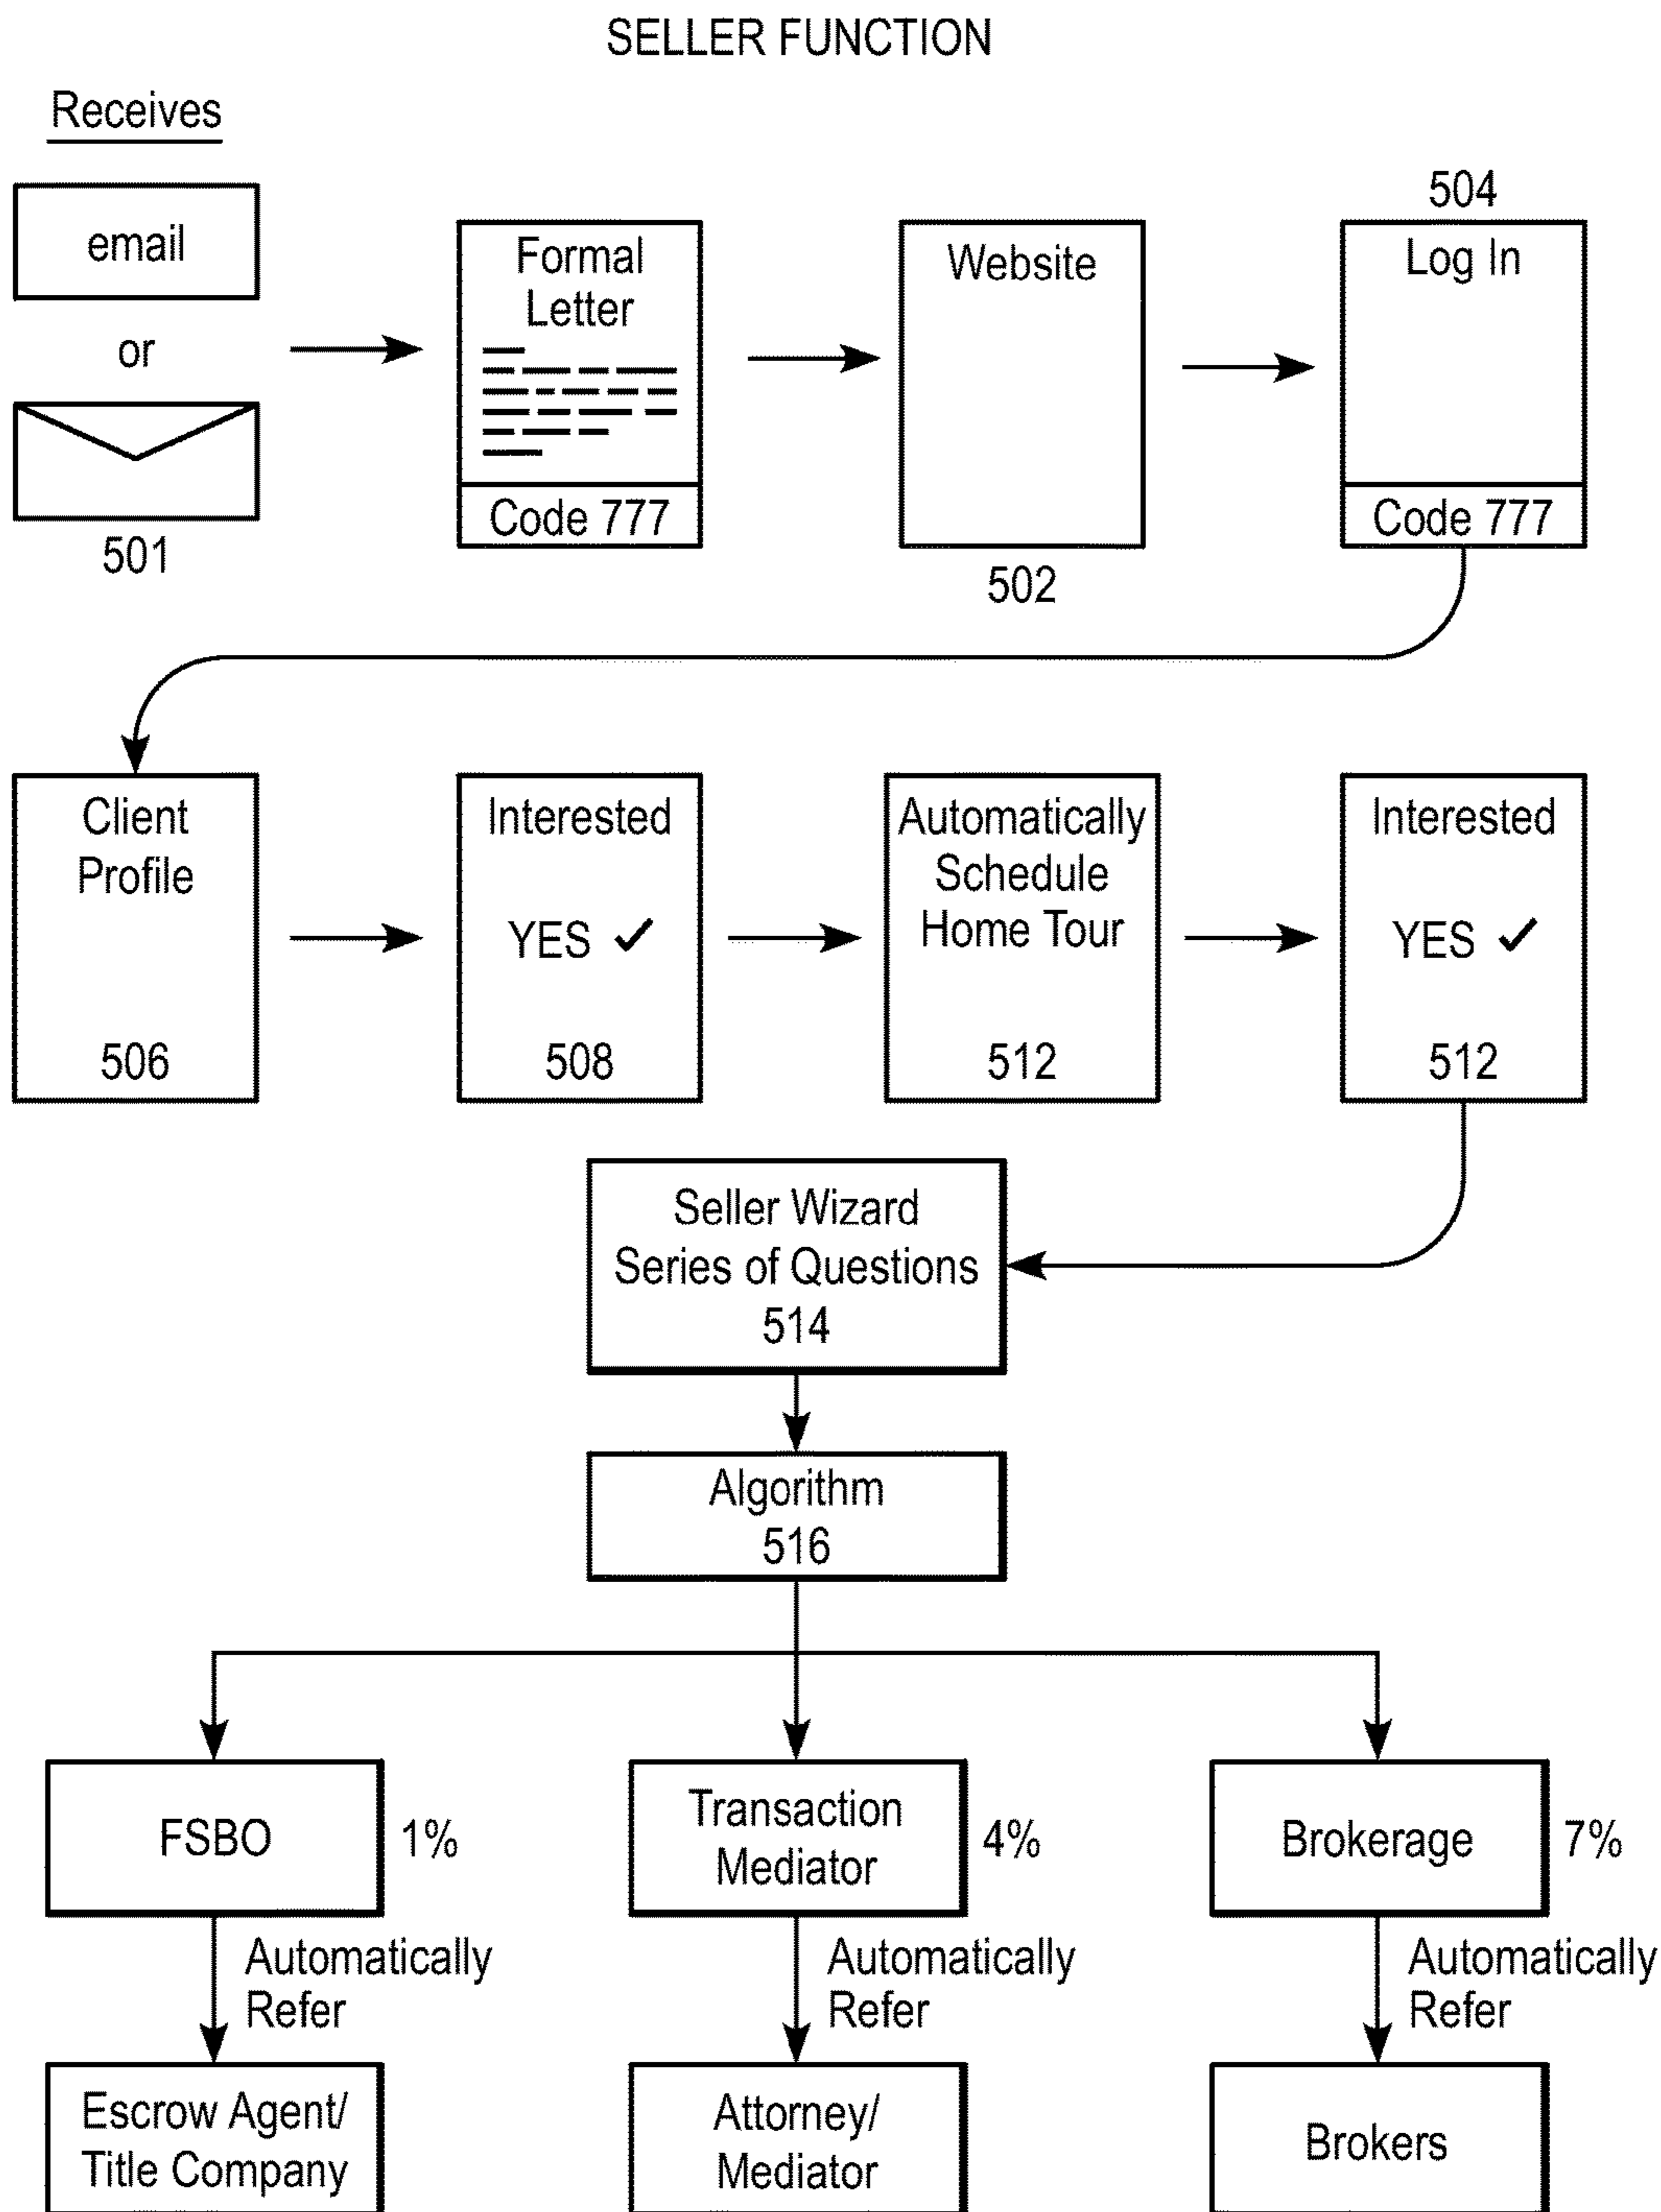 SELLER FUNCTION
Receives
email
or
501
Formal
Letter
Code 777
Website
502
504
Log In
Code 777
Client
Profile
506
Interested
YES ✓
508
Automatically
Schedule
Home Tour
512
Interested
YES ✓
512
Seller Wizard
Series of Questions
514
Algorithm
516
FSBO
1%
Transaction
Mediator
4%
Brokerage
7%
Automatically
Refer
Automatically
Refer
Automatically
Refer
Escrow Agent/
Title Company
Attorney/
Mediator
Brokers